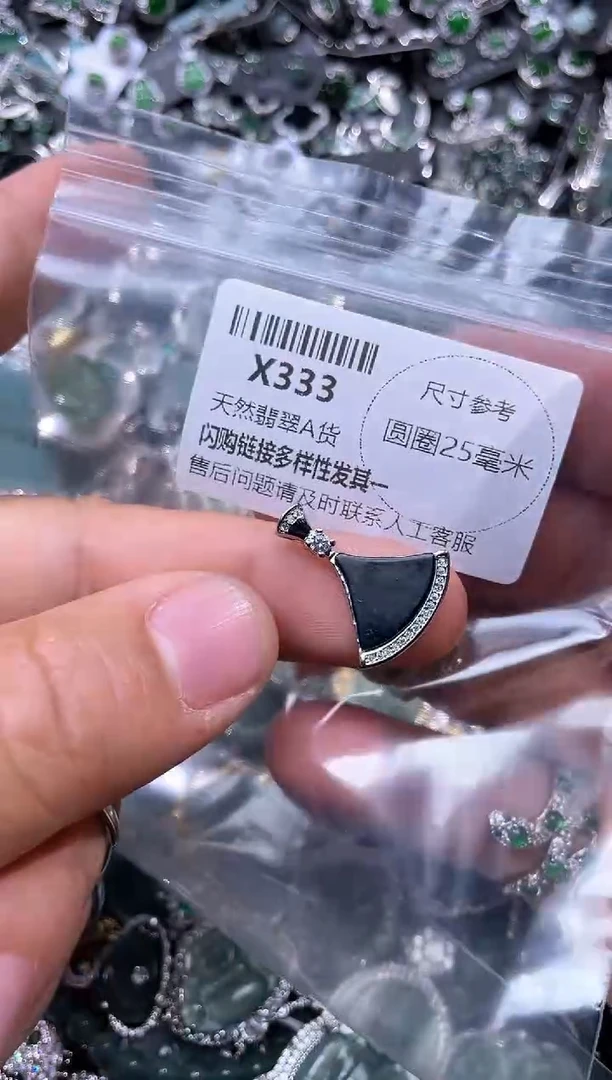 X333
天然翡翠A货
闪购链接多样性发其一
售后问题请及时联系人工客服
尺寸参考
圆圈25毫米